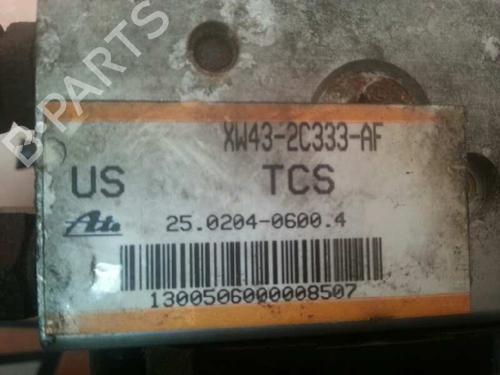 B-PARTS
XW43-2C333-AF
US TCS
Ate 25.0204-0600.4
1300506000008507